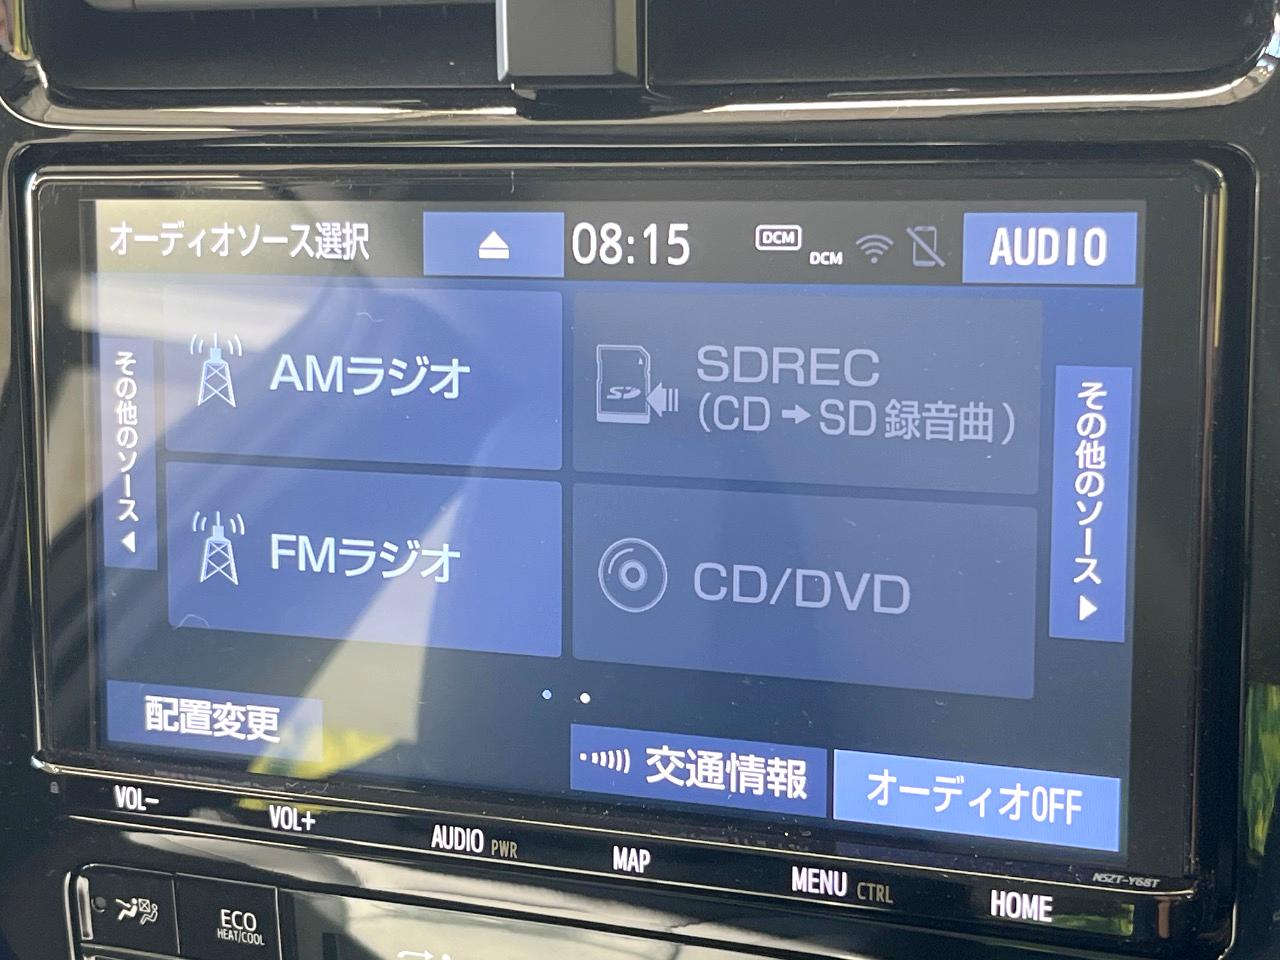 オーディオソース選択
08:15
DCM
DCM
AUDIO
その他のソース
AMラジオ
SDREC
(CD➡SD 録音曲)
その他のソース
FMラジオ
CD/DVD
配置変更
交通情報
オーディオOFF
VOL−
VOL+
AUDIO PWR
MAP
MENU CTRL
HOME
NSZT-Y68T
ECO
HEAT/COOL
SD